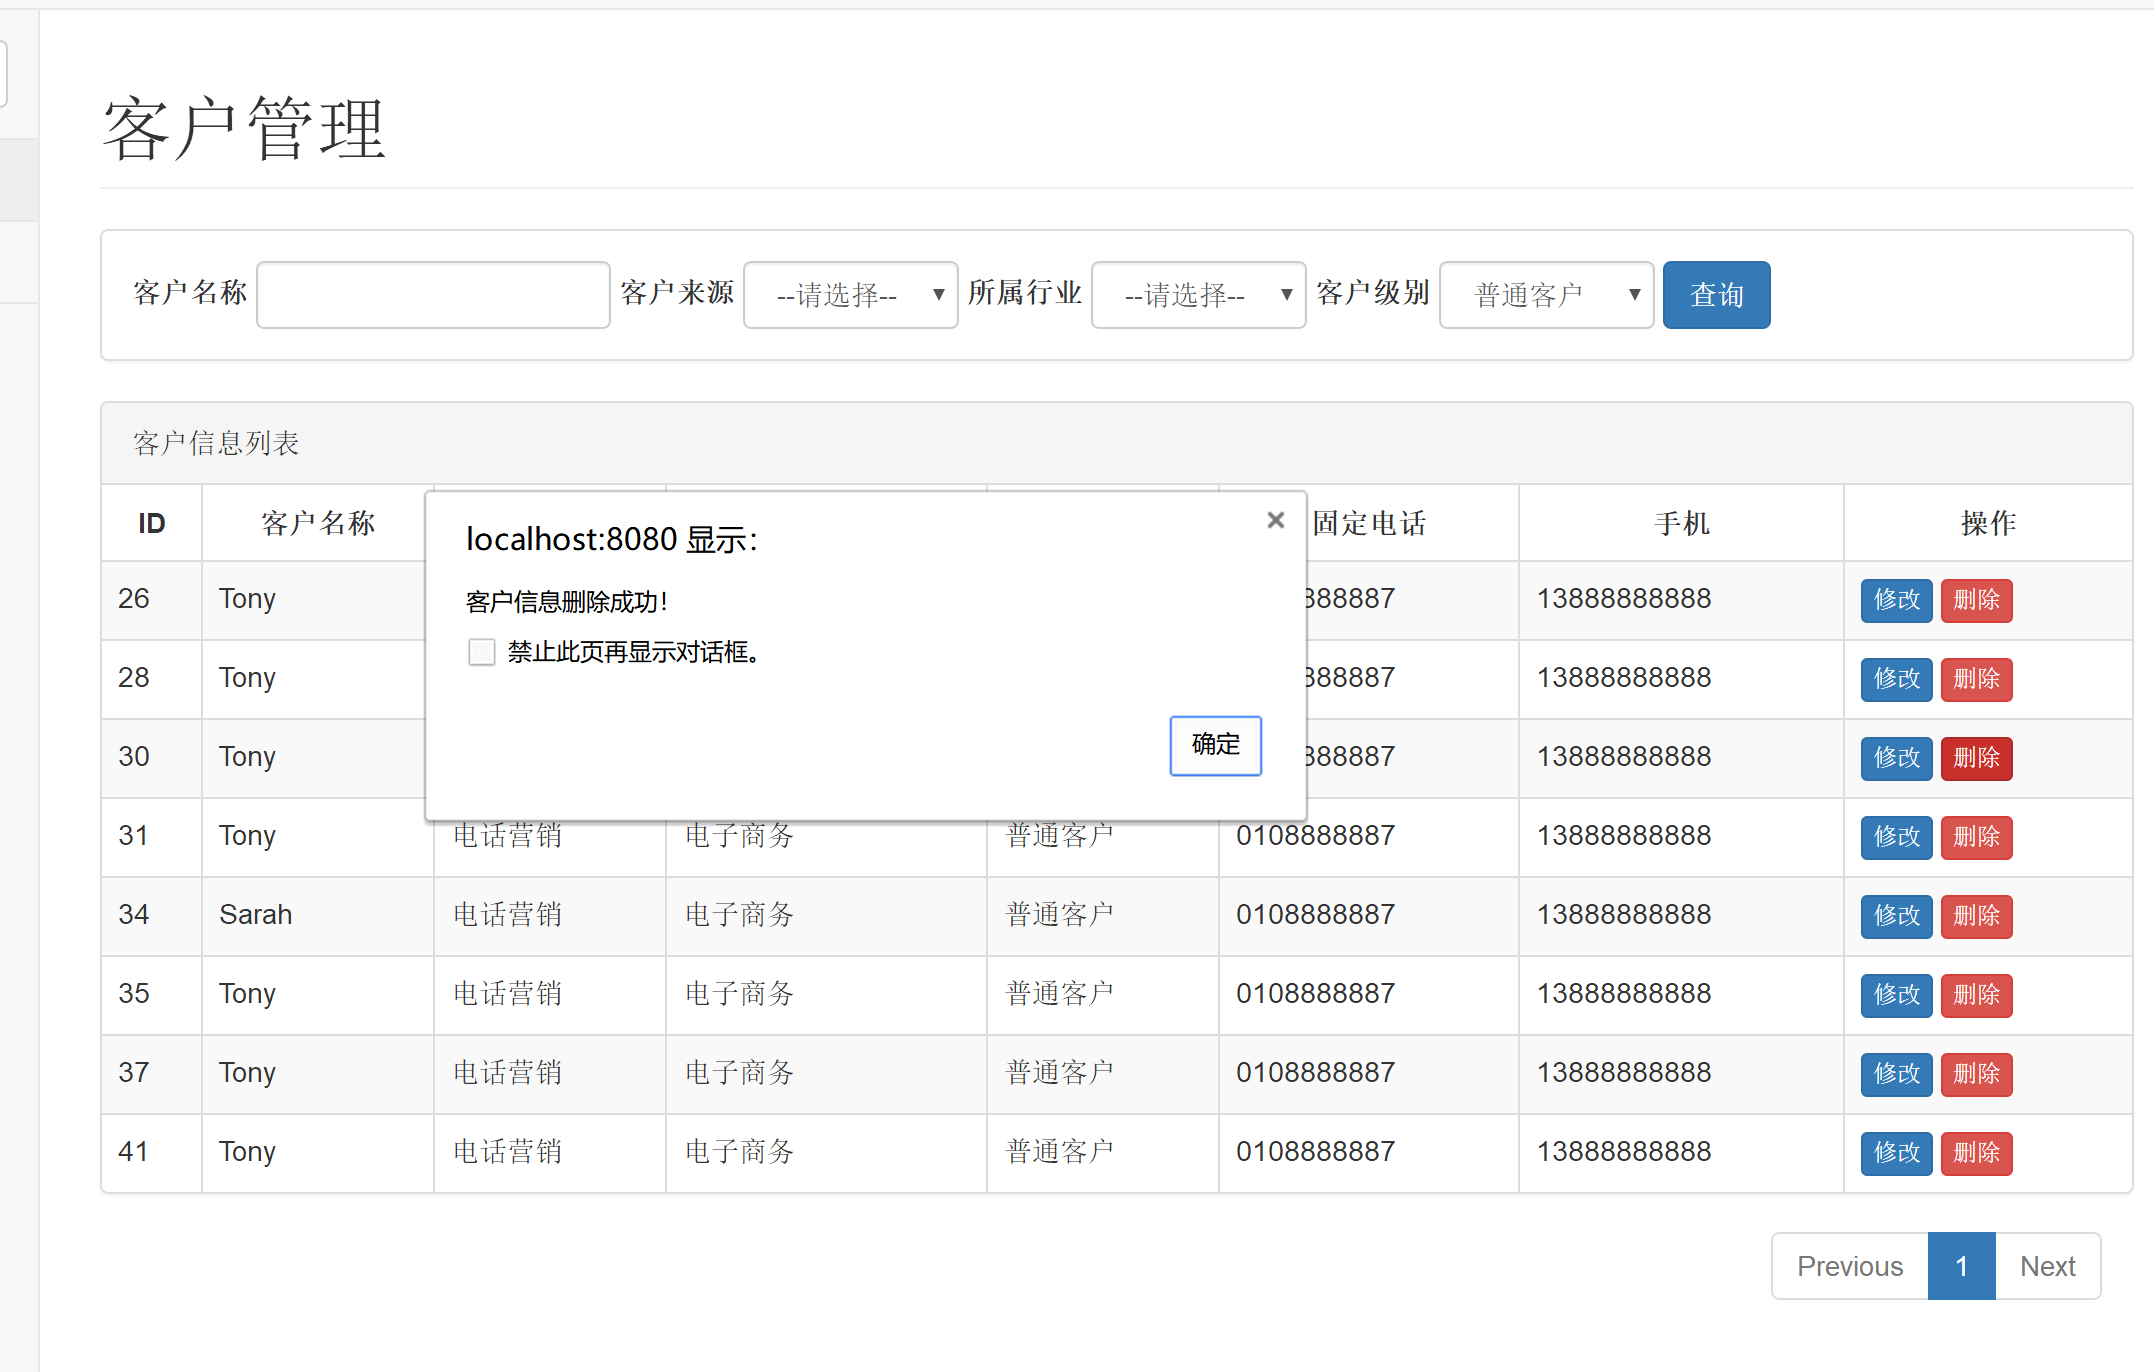 客户管理
客户名称 客户来源 --请选择-- 所属行业 --请选择-- 客户级别 普通客户 查询
客户信息列表
ID 客户名称 固定电话 手机 操作
localhost:8080 显示：
客户信息删除成功！
禁止此页再显示对话框。
确定
26 Tony 888887 13888888888 修改 删除
28 Tony 888887 13888888888 修改 删除
30 Tony 888887 13888888888 修改 删除
31 Tony 电话营销 电子商务 普通客户 0108888887 13888888888 修改 删除
34 Sarah 电话营销 电子商务 普通客户 0108888887 13888888888 修改 删除
35 Tony 电话营销 电子商务 普通客户 0108888887 13888888888 修改 删除
37 Tony 电话营销 电子商务 普通客户 0108888887 13888888888 修改 删除
41 Tony 电话营销 电子商务 普通客户 0108888887 13888888888 修改 删除
Previous 1 Next